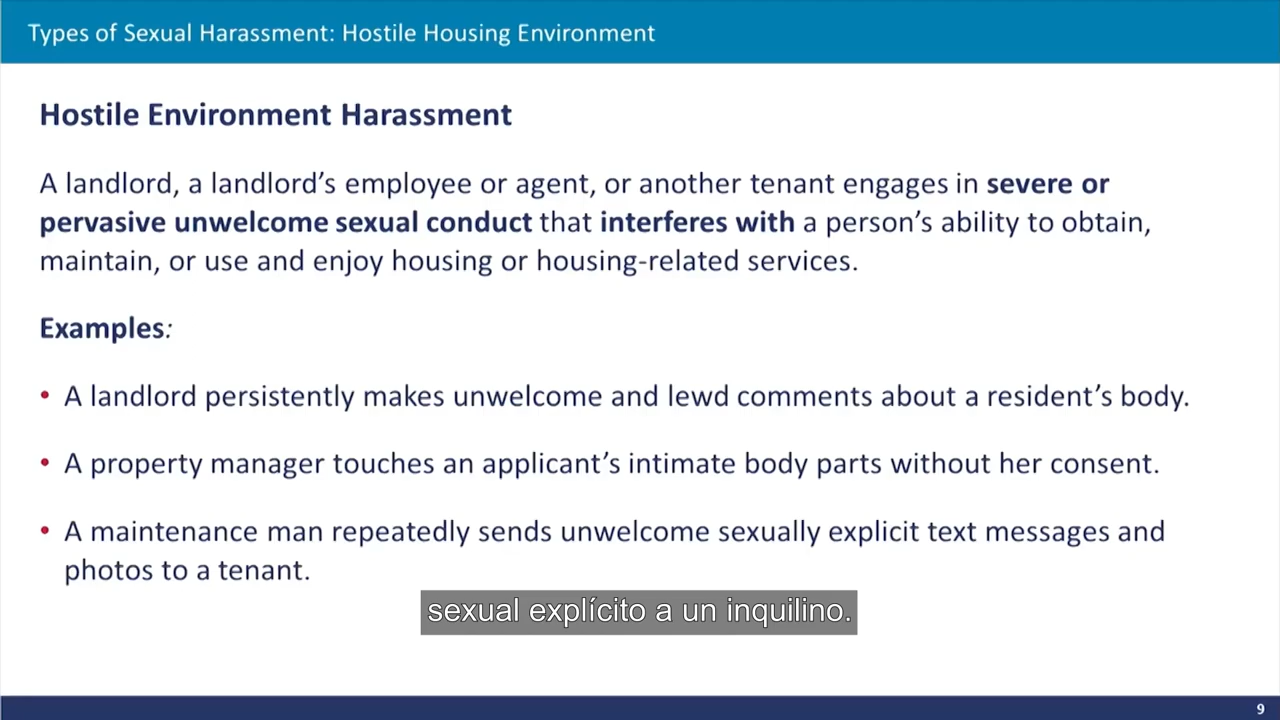 Types of Sexual Harassment: Hostile Housing Environment
Hostile Environment Harassment
A landlord, a landlord’s employee or agent, or another tenant engages in severe or
pervasive unwelcome sexual conduct that interferes with a person’s ability to obtain,
maintain, or use and enjoy housing or housing-related services.
Examples:
• A landlord persistently makes unwelcome and lewd comments about a resident’s body.
• A property manager touches an applicant’s intimate body parts without her consent.
• A maintenance man repeatedly sends unwelcome sexually explicit text messages and
photos to a tenant.
sexual explícito a un inquilino.
9